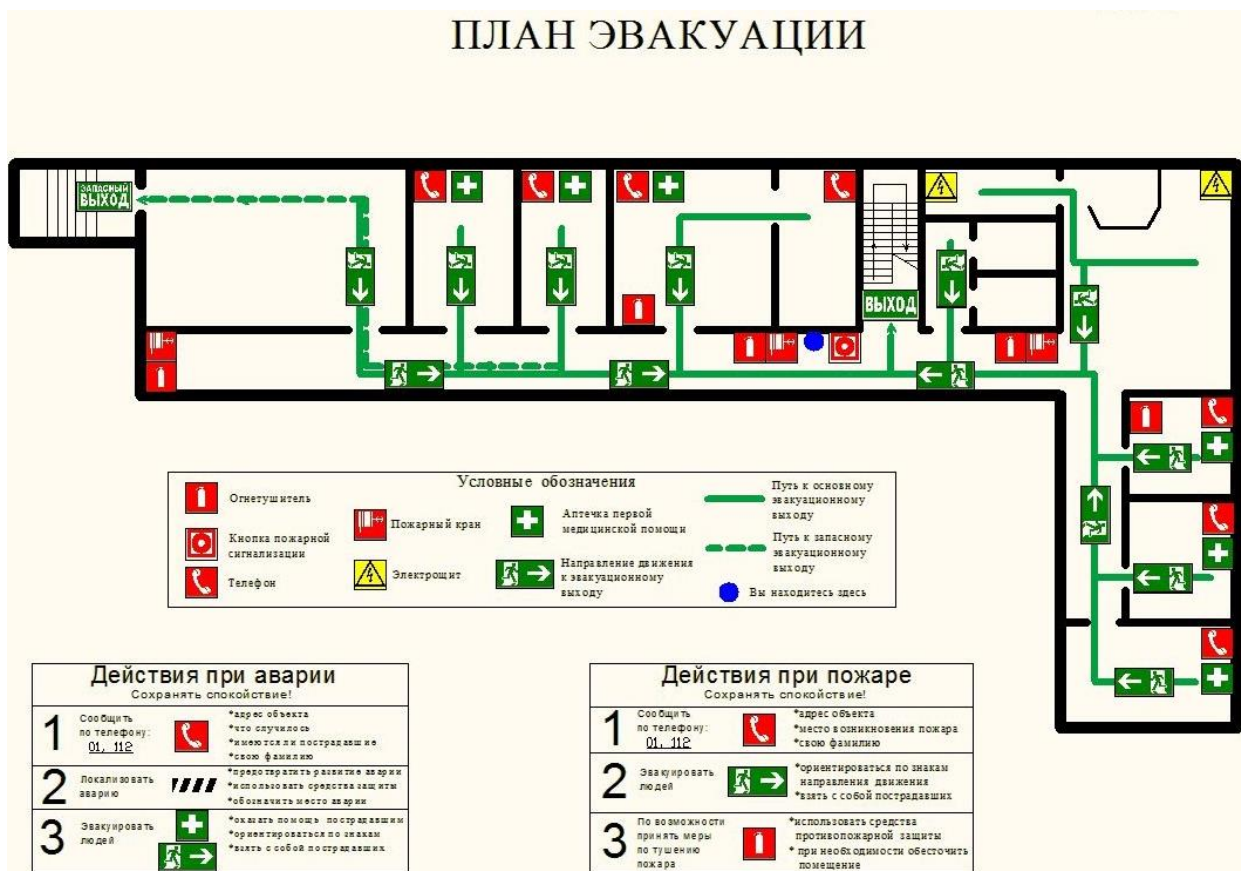 ПЛАН ЭВАКУАЦИИ
ЗАПАСНЫЙ
ВЫХОД
ВЫХОД
Условные обозначения
Огнетушитель
Кнопка пожарной
сигнализации
Телефон
Пожарный кран
Электрощит
Аптечка первой
медицинской помощи
Направление движения
к эвакуационному
выходу
Путь к основному
эвакуационному
выходу
Путь к запасному
эвакуационному
выходу
Вы находитесь здесь
Действия при аварии
Сохранять спокойствие!
1
Сообщить
по телефону:
01, 112
*адрес объекта
*что случилось
*имеются ли пострадавшие
*свою фамилию
2
Локализовать
аварию
*предотвратить развитие аварии
*использовать средства защиты
*обозначить место аварии
3
Эвакуировать
людей
*оказать помощь пострадавшим
*ориентироваться по знакам
*взять с собой пострадавших
Действия при пожаре
Сохранять спокойствие!
1
Сообщить
по телефону:
01, 112
*адрес объекта
*место возникновения пожара
*свою фамилию
2
Эвакуировать
людей
*ориентироваться по знакам
направления движения
*взять с собой пострадавших
3
По возможности
принять меры
по тушению
пожара
*использовать средства
противопожарной защиты
* при необходимости обесточить
помещение